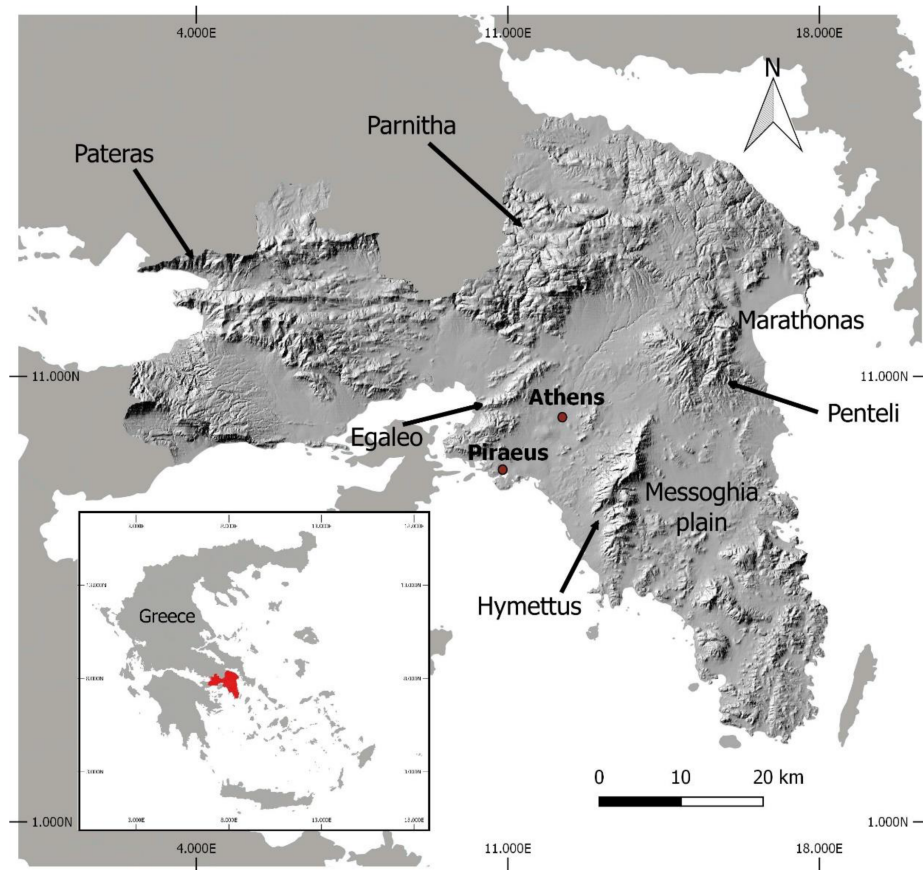 4.000E
11.000E
18.000E
N
Parnitha
Pateras
Marathonas
11.000N
11.000N
Athens
Penteli
Egaleo
Piraeus
Messoghia
plain
Hymettus
Greece
0
10
20 km
1.000N
1.000N
4.000E
11.000E
18.000E